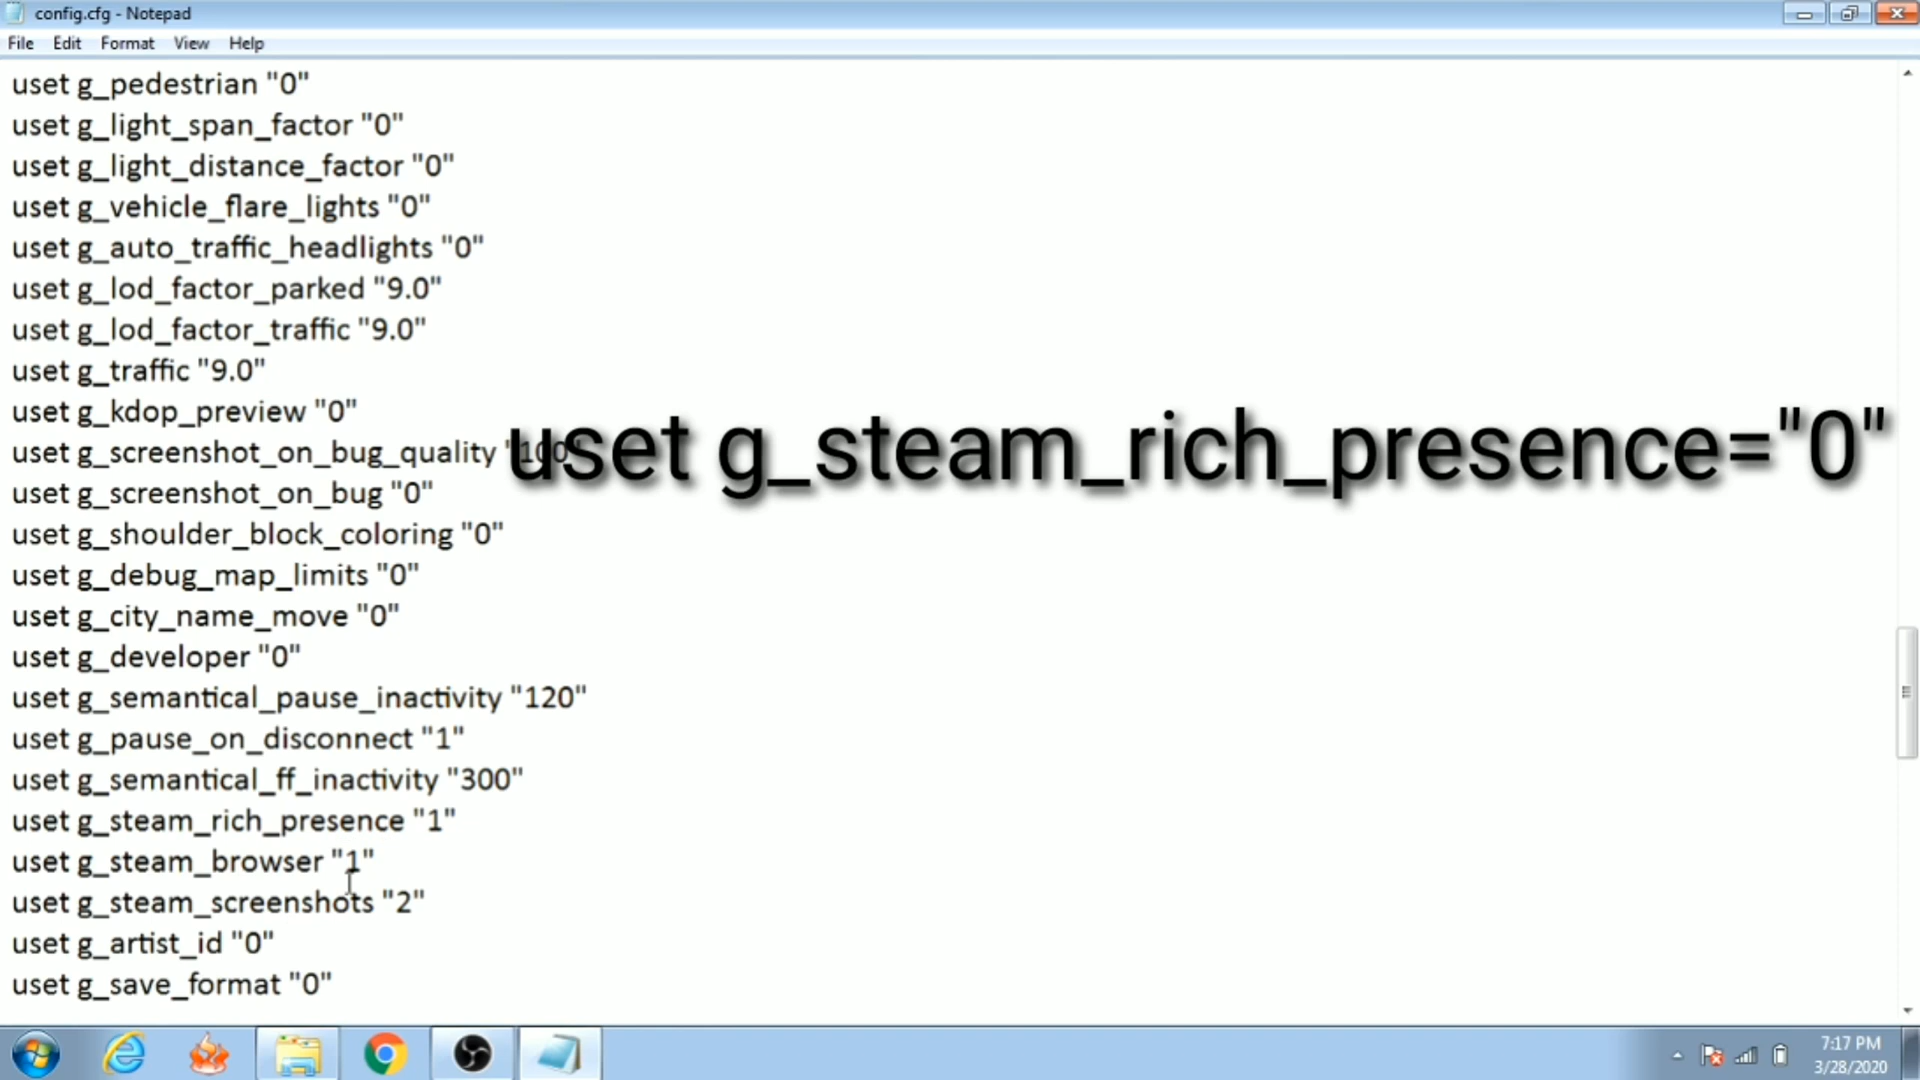 config.cfg - Notepad
File Edit Format View Help
uset g_pedestrian "0"
uset g_light_span_factor "0"
uset g_light_distance_factor "0"
uset g_vehicle_flare_lights "0"
uset g_auto_traffic_headlights "0"
uset g_lod_factor_parked "9.0"
uset g_lod_factor_traffic "9.0"
uset g_traffic "9.0"
uset g_kdop_preview "0"
uset g_screenshot_on_bug_quality "100"
uset g_steam_rich_presence="0"
uset g_screenshot_on_bug "0"
uset g_shoulder_block_coloring "0"
uset g_debug_map_limits "0"
uset g_city_name_move "0"
uset g_developer "0"
uset g_semantical_pause_inactivity "120"
uset g_pause_on_disconnect "1"
uset g_semantical_ff_inactivity "300"
uset g_steam_rich_presence "1"
uset g_steam_browser "1"
uset g_steam_screenshots "2"
uset g_artist_id "0"
uset g_save_format "0"
7:17 PM
3/28/2020